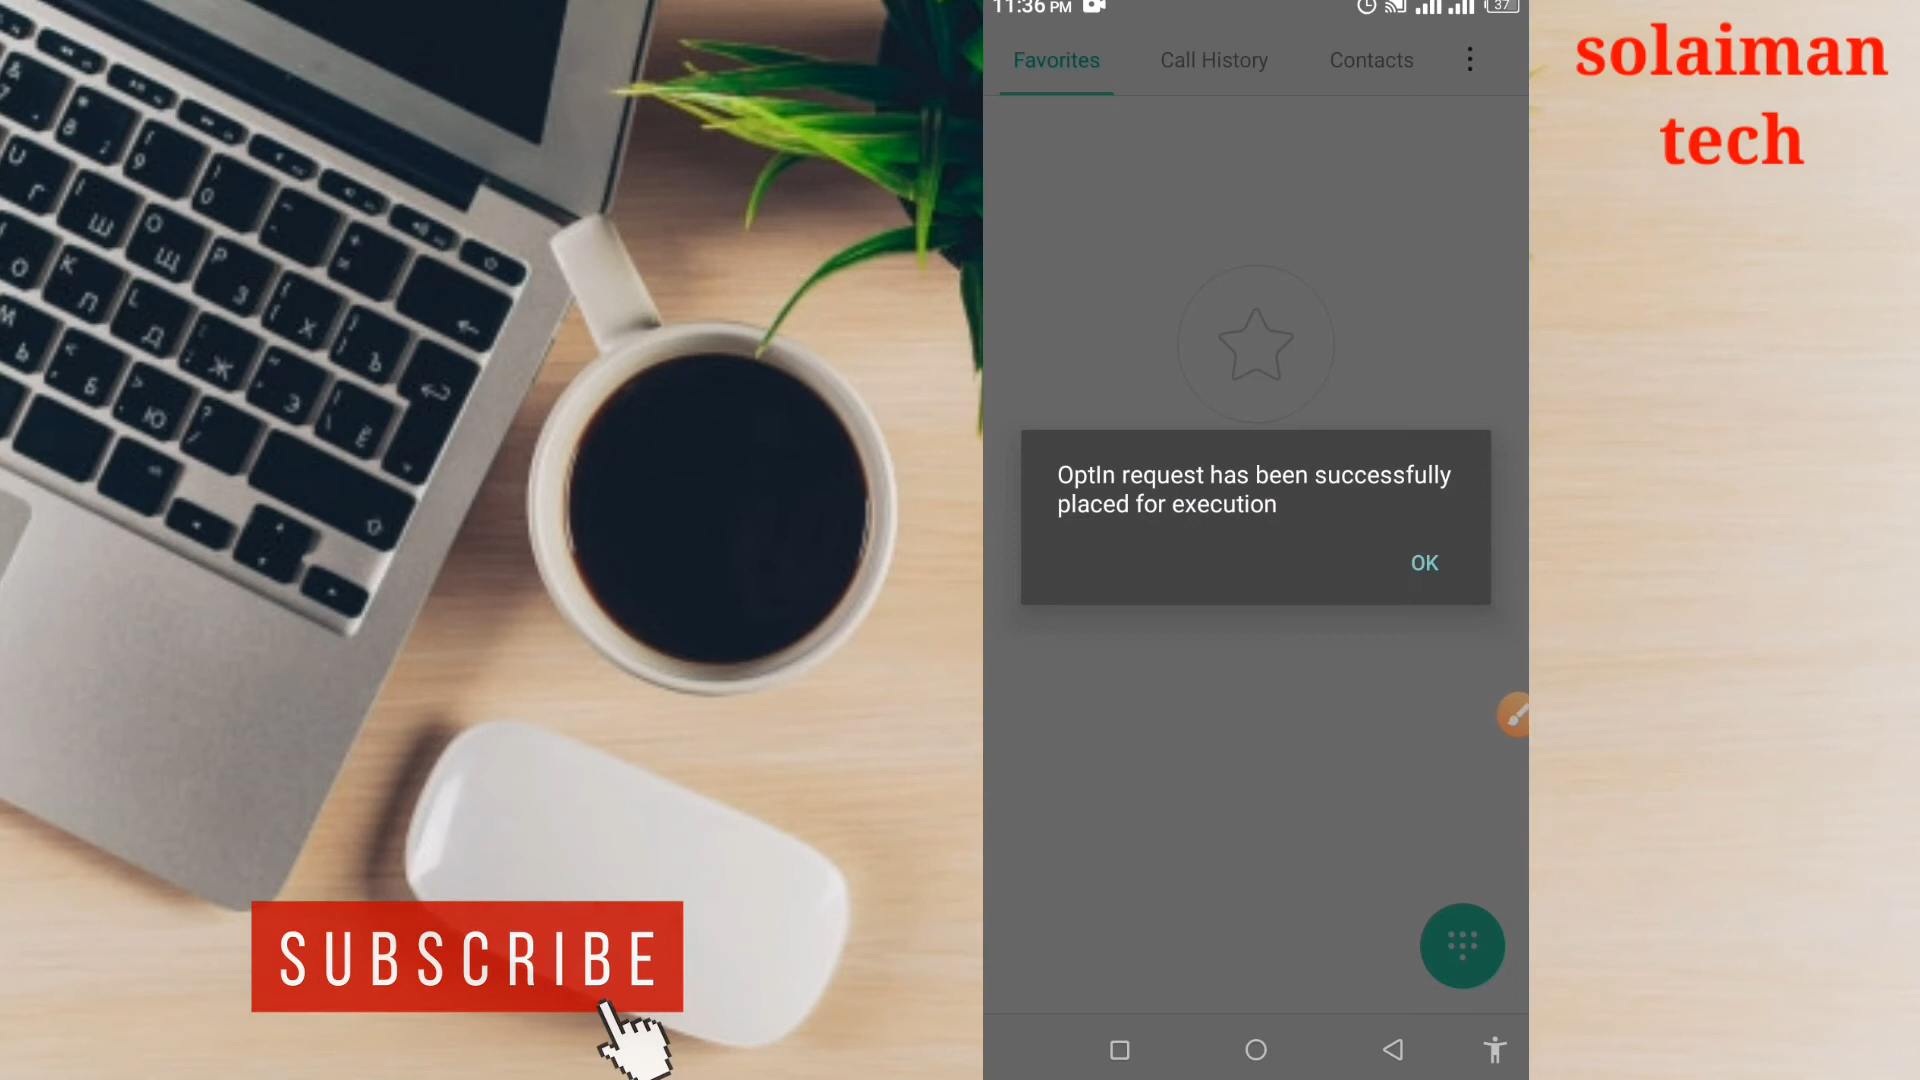 11:36 PM
37
Favorites
Call History
Contacts
OptIn request has been successfully
placed for execution
OK
solaiman
tech
SUBSCRIBE